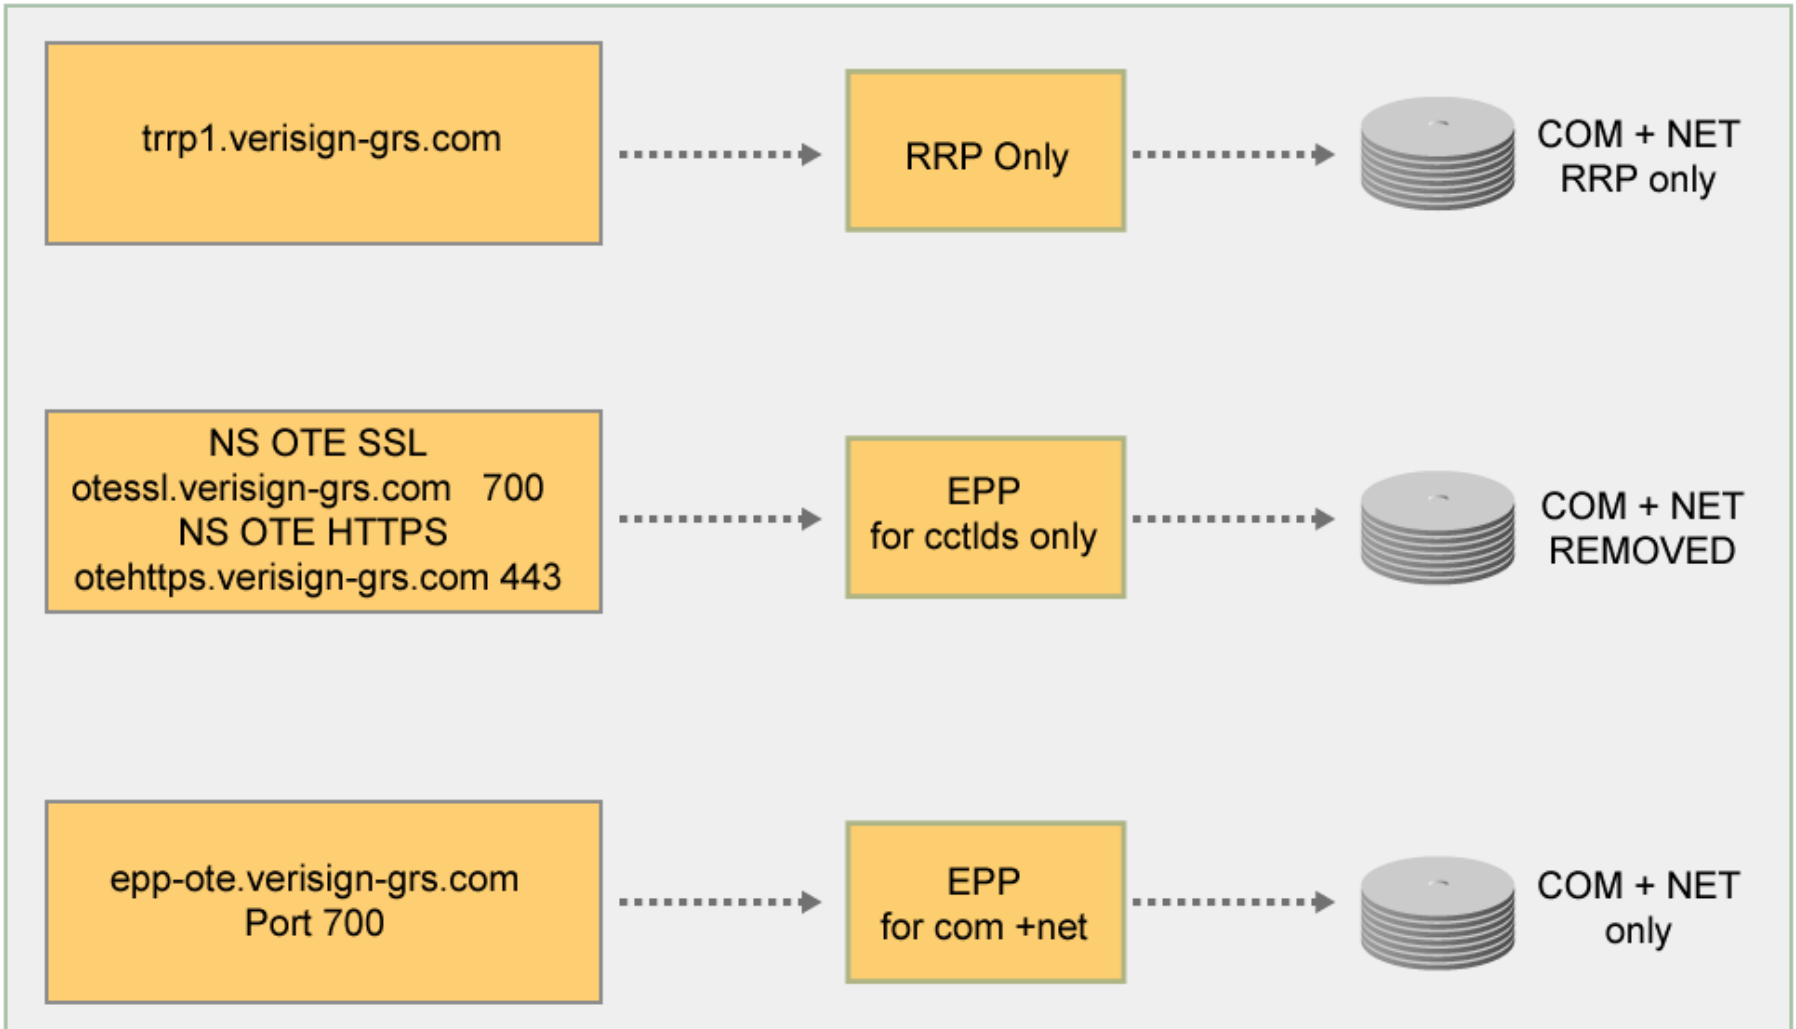 trrp1.verisign-grs.com
RRP Only
COM + NET
RRP only
NS OTE SSL
otessl.verisign-grs.com 700
NS OTE HTTPS
otehttps.verisign-grs.com 443
EPP
for cctlds only
COM + NET
REMOVED
epp-ote.verisign-grs.com
Port 700
EPP
for com +net
COM + NET
only